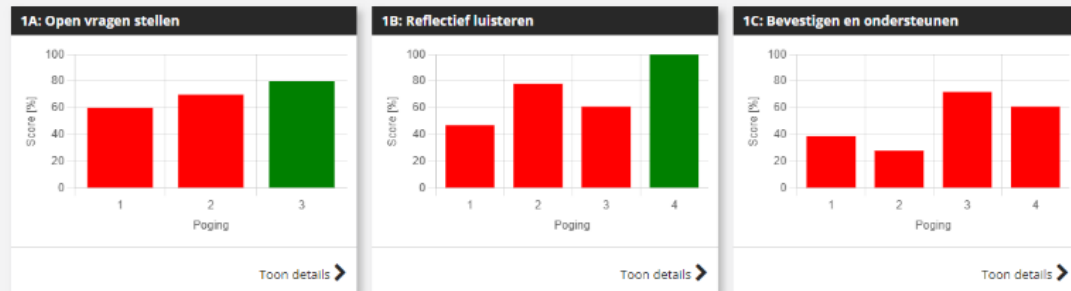 1A: Open vragen stellen
100
80
60
40
20
0
Score [%]
1 2 3
Poging
Toon details
1B: Reflectief luisteren
100
80
60
40
20
0
Score [%]
1 2 3 4
Poging
Toon details
1C: Bevestigen en ondersteunen
100
80
60
40
20
0
Score [%]
1 2 3 4
Poging
Toon details